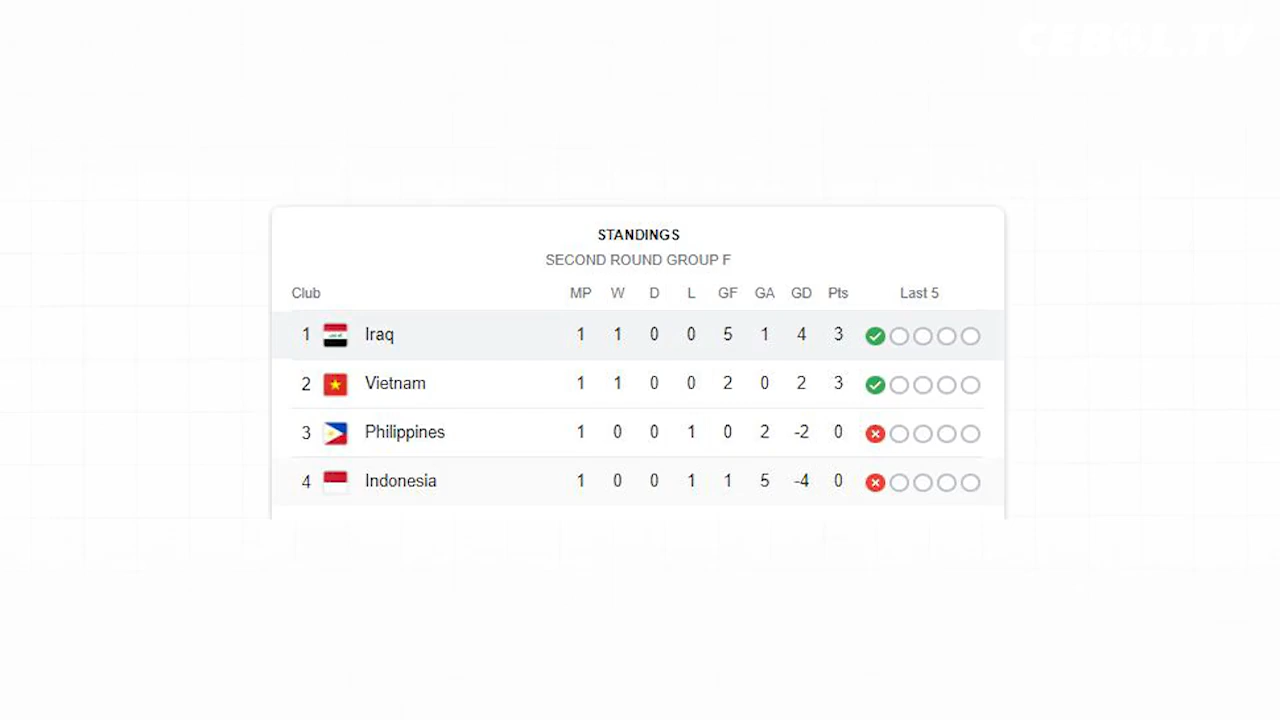 CEBOL.TV
STANDINGS
SECOND ROUND GROUP F
Club MP W D L GF GA GD Pts Last 5
1 Iraq 1 1 0 0 5 1 4 3
2 Vietnam 1 1 0 0 2 0 2 3
3 Philippines 1 0 0 1 0 2 -2 0
4 Indonesia 1 0 0 1 1 5 -4 0